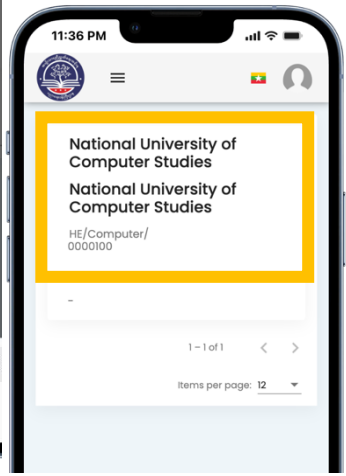 11:36 PM
National University of
Computer Studies
National University of
Computer Studies
HE/Computer/
0000100
-
1 – 1 of 1
Items per page: 12